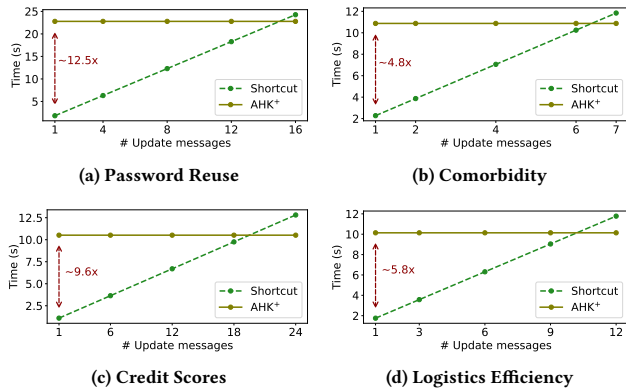 25
20
15
10
5
Time (s)
~12.5x
Shortcut
AHK+
1 4 8 12 16
# Update messages
(a) Password Reuse
12
10
8
6
4
2
Time (s)
~4.8x
Shortcut
AHK+
1 2 4 6 7
# Update messages
(b) Comorbidity
12.5
10.0
7.5
5.0
2.5
Time (s)
~9.6x
Shortcut
AHK+
1 6 12 18 24
# Update messages
(c) Credit Scores
12
10
8
6
4
2
Time (s)
~5.8x
Shortcut
AHK+
1 3 6 9 12
# Update messages
(d) Logistics Efficiency